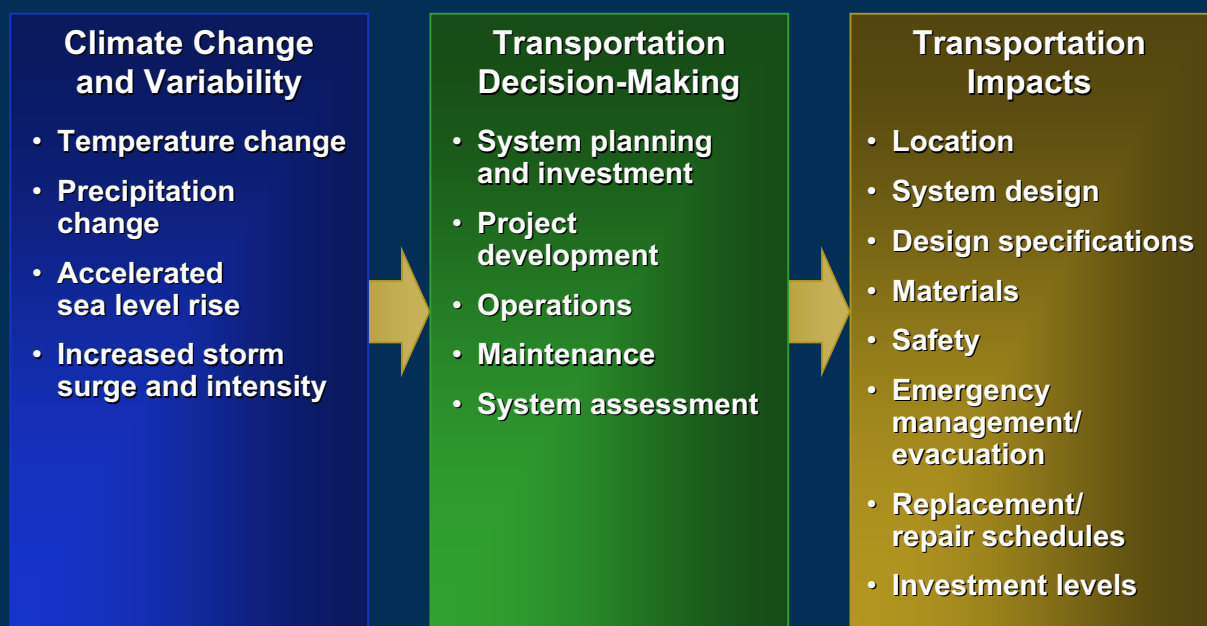 Climate Change
and Variability
• Temperature change
• Precipitation
change
• Accelerated
sea level rise
• Increased storm
surge and intensity
Transportation
Decision-Making
• System planning
and investment
• Project
development
• Operations
• Maintenance
• System assessment
Transportation
Impacts
• Location
• System design
• Design specifications
• Materials
• Safety
• Emergency
management/
evacuation
• Replacement/
repair schedules
• Investment levels